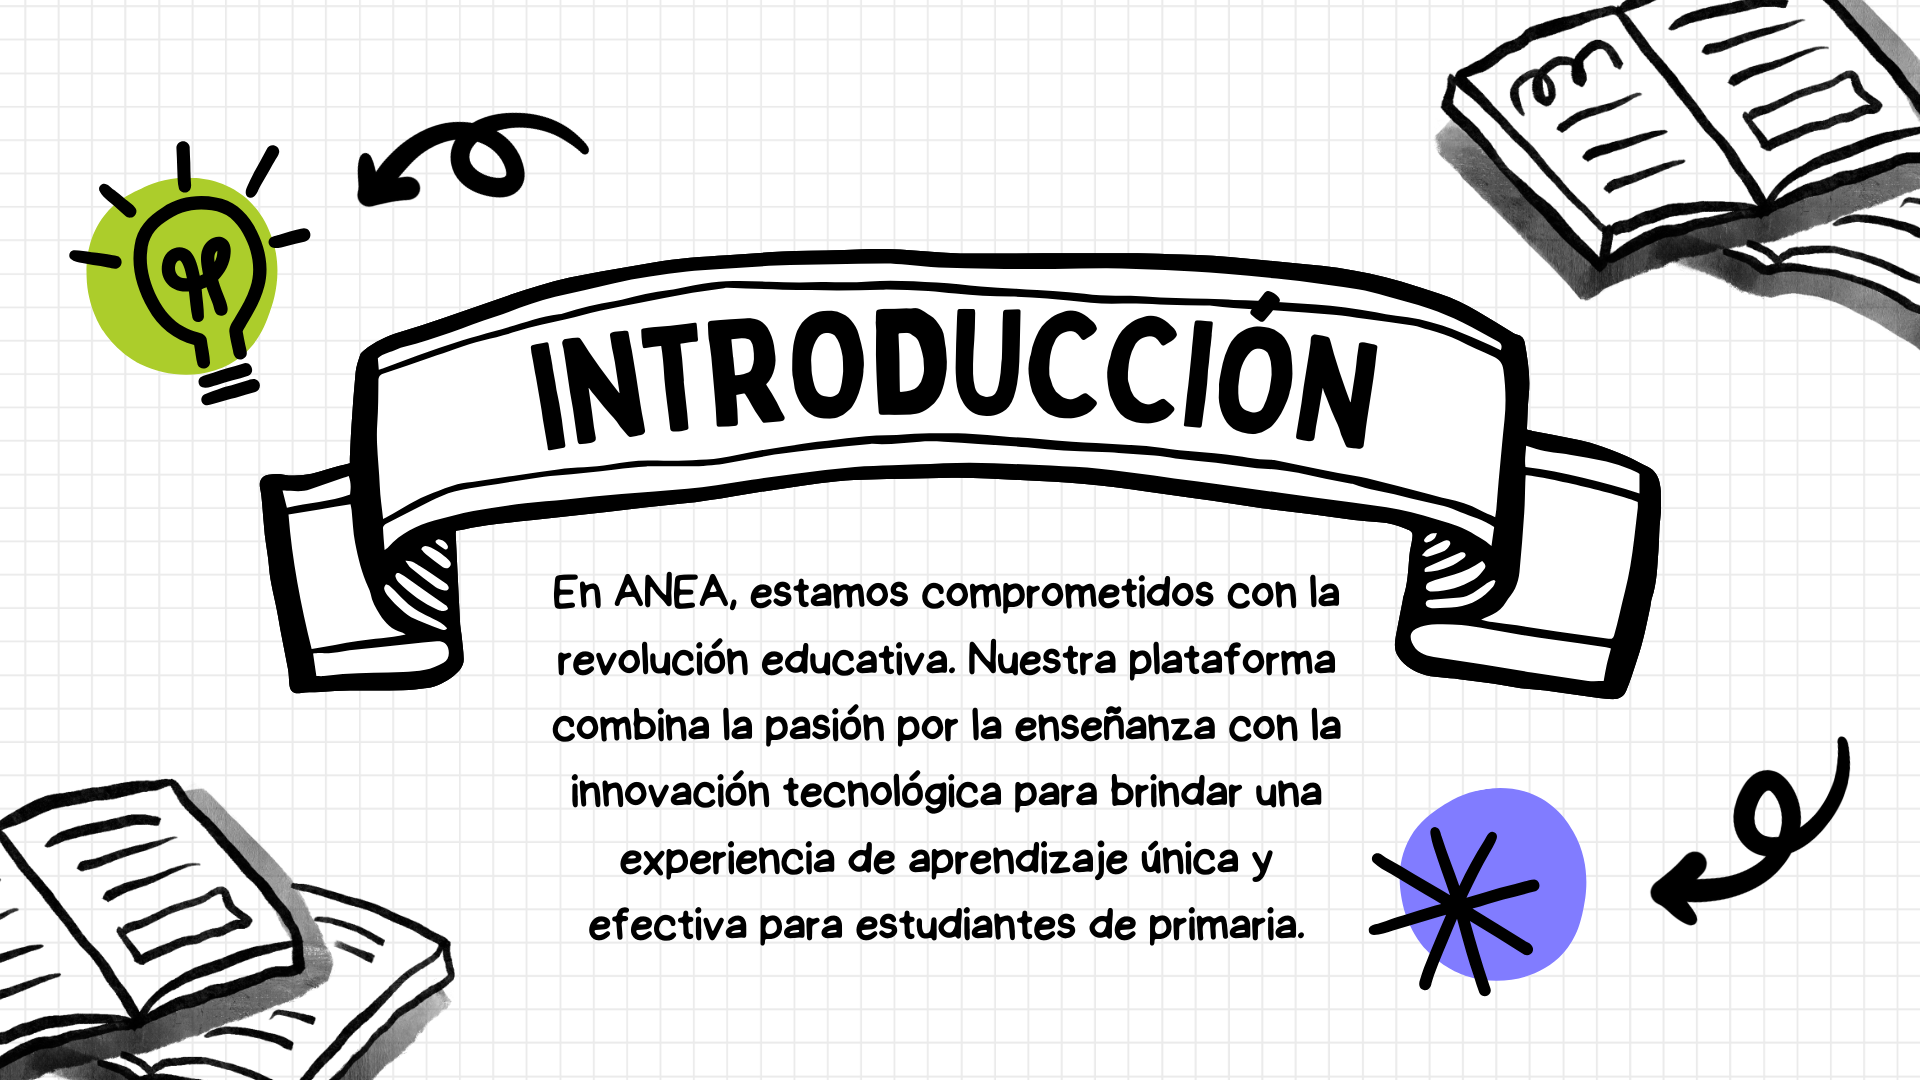 INTRODUCCIÓN
En ANEA, estamos comprometidos con la
revolución educativa. Nuestra plataforma
combina la pasión por la enseñanza con la
innovación tecnológica para brindar una
experiencia de aprendizaje única y
efectiva para estudiantes de primaria.